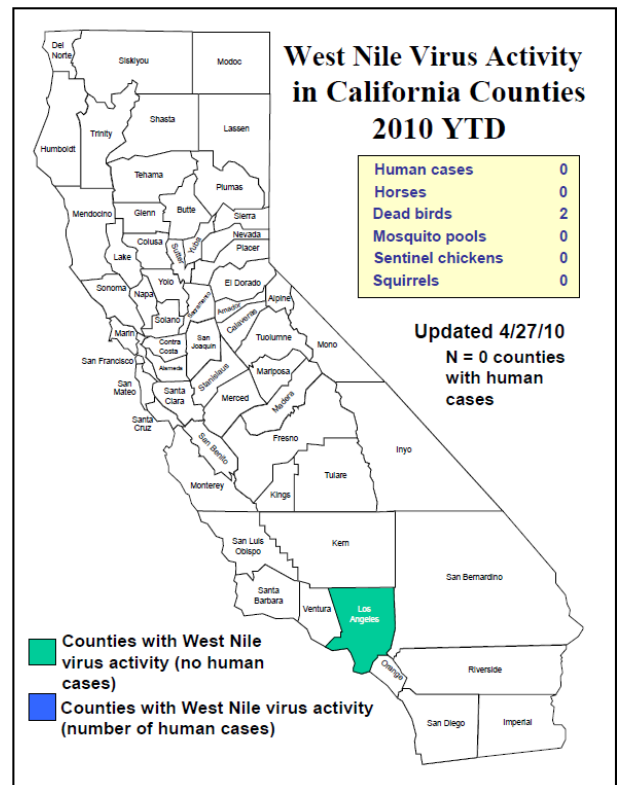 West Nile Virus Activity
in California Counties
2010 YTD
Human cases 0
Horses 0
Dead birds 2
Mosquito pools 0
Sentinel chickens 0
Squirrels 0
Updated 4/27/10
N = 0 counties
with human
cases
Del
Norte
Siskiyou
Modoc
Humboldt
Trinity
Shasta
Lassen
Tehama
Plumas
Mendocino
Glenn
Butte
Sierra
Colusa
Lake
Sutter
Yuba
Nevada
Placer
Sonoma
Napa
Yolo
Sacramento
El Dorado
Alpine
Solano
Amador
Calaveras
Marin
Contra
Costa
San
Joaquin
Tuolumne
Mono
San Francisco
Alameda
Stanislaus
Mariposa
San
Mateo
Santa
Clara
Merced
Madera
Santa
Cruz
San Benito
Fresno
Inyo
Monterey
Kings
Tulare
San Luis
Obispo
Kern
San Bernardino
Santa
Barbara
Ventura
Los
Angeles
Orange
Riverside
San Diego
Imperial
Counties with West Nile
virus activity (no human
cases)
Counties with West Nile virus activity
(number of human cases)